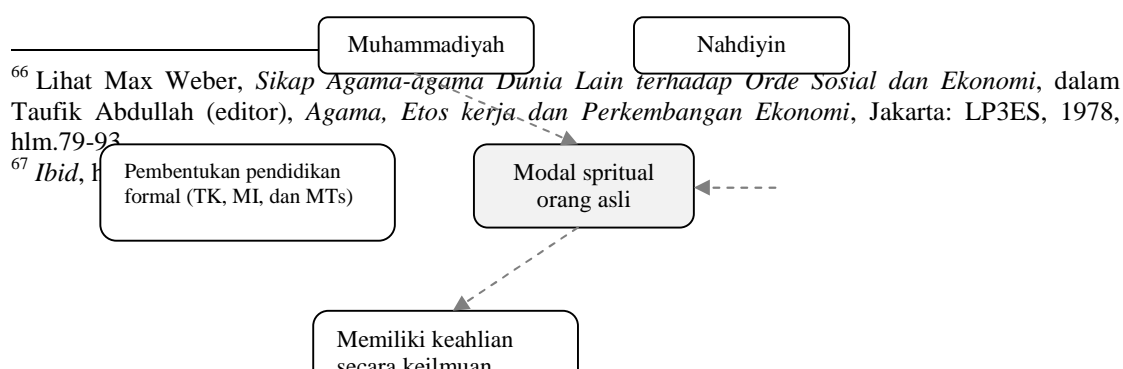 Muhammadiyah
Nahdiyin
66 Lihat Max Weber, Sikap Agama-agama Dunia Lain terhadap Orde Sosial dan Ekonomi, dalam
Taufik Abdullah (editor), Agama, Etos kerja dan Perkembangan Ekonomi, Jakarta: LP3ES, 1978,
hlm.79-93
67 Ibid,
Pembentukan pendidikan
formal (TK, MI, dan MTs)
Modal spritual
orang asli
Memiliki keahlian
secara keilmuan